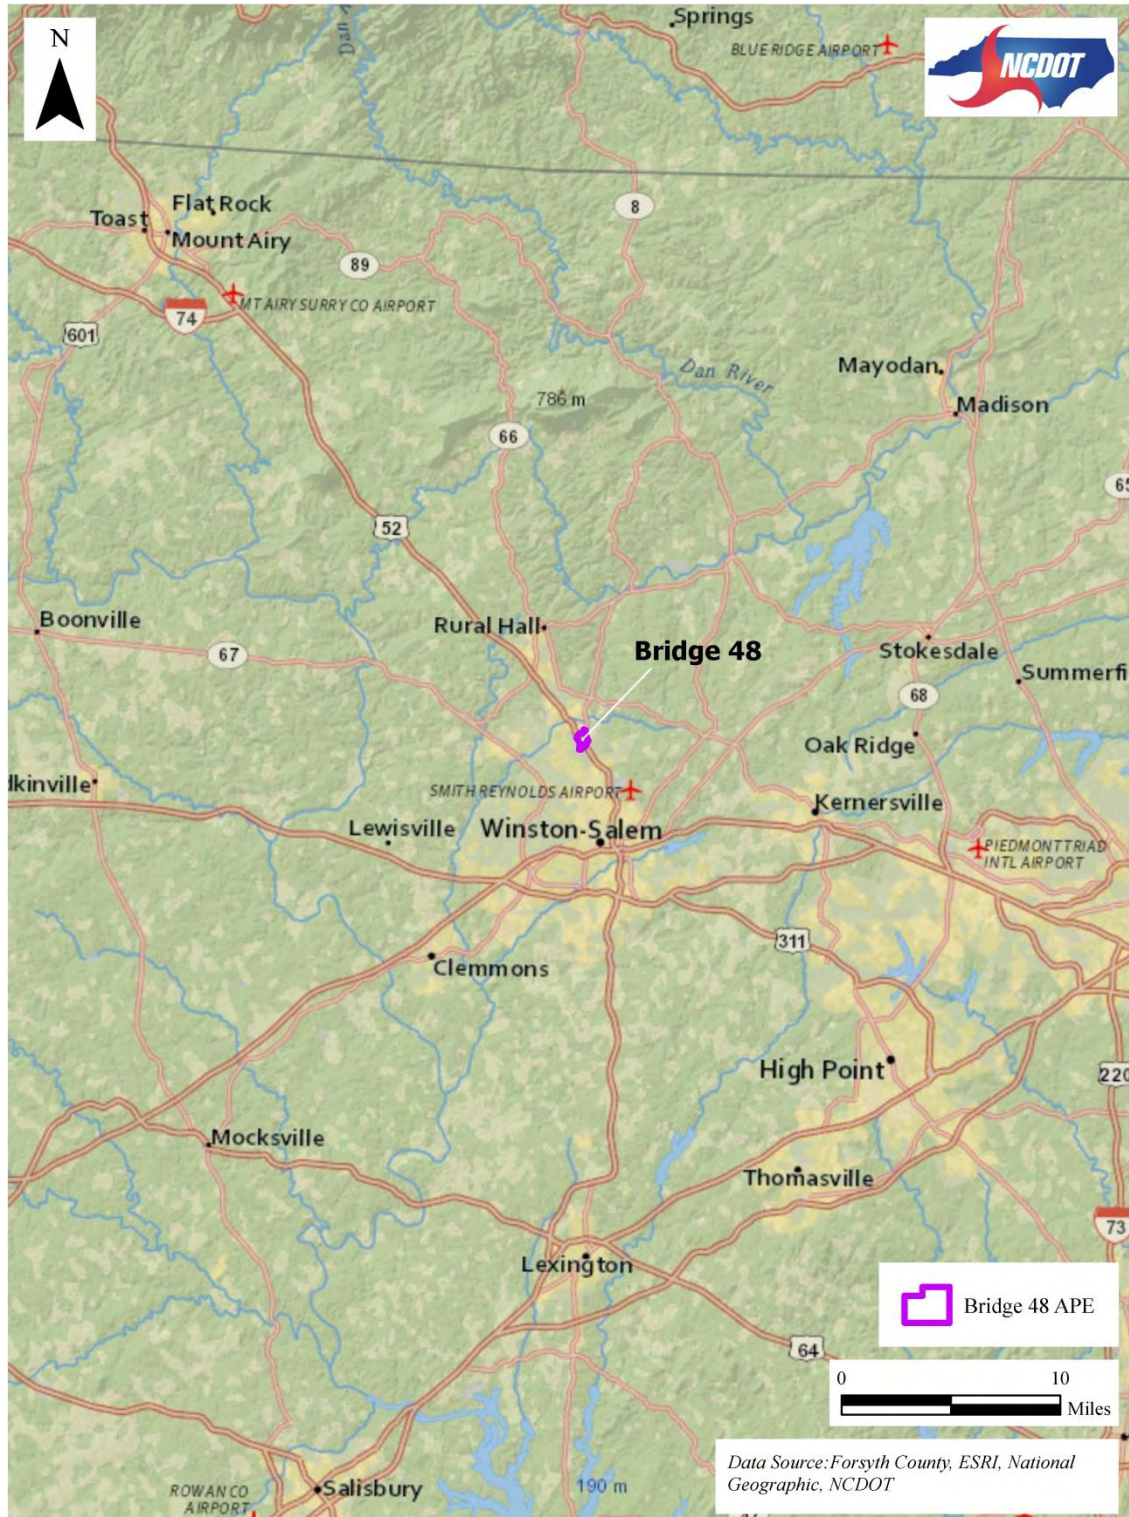 Springs
N
Dan
BLUE RIDGE AIRPORT
NCDOT
8
Flat Rock
Toast
Mount Airy
89
MT AIRY SURRY CO AIRPORT
74
601
Dan River
Mayodan
786 m
Madison
66
65
52
Boonville
Rural Hall
Bridge 48
67
Stokesdale
Summerfi
68
Oak Ridge
dkinville
SMITH REYNOLDS AIRPORT
Kernersville
Lewisville
Winston-Salem
PIEDMONT TRIAD
INTL AIRPORT
311
Clemmons
High Point
220
Mocksville
Thomasville
73
Lexington
Bridge 48 APE
64
0 10
Miles
Data Source:Forsyth County, ESRI, National
Geographic, NCDOT
190 m
ROWAN CO
AIRPORT
Salisbury